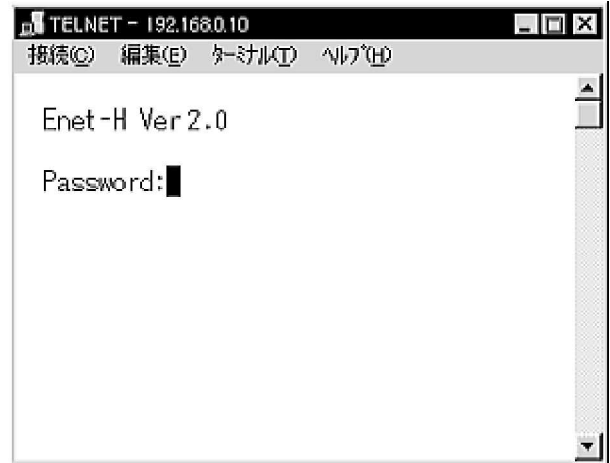 TELNET - 192.168.0.10
接続(C) 編集(E) ターミナル(T) ヘルプ(H)
Enet-H Ver2.0
Password: